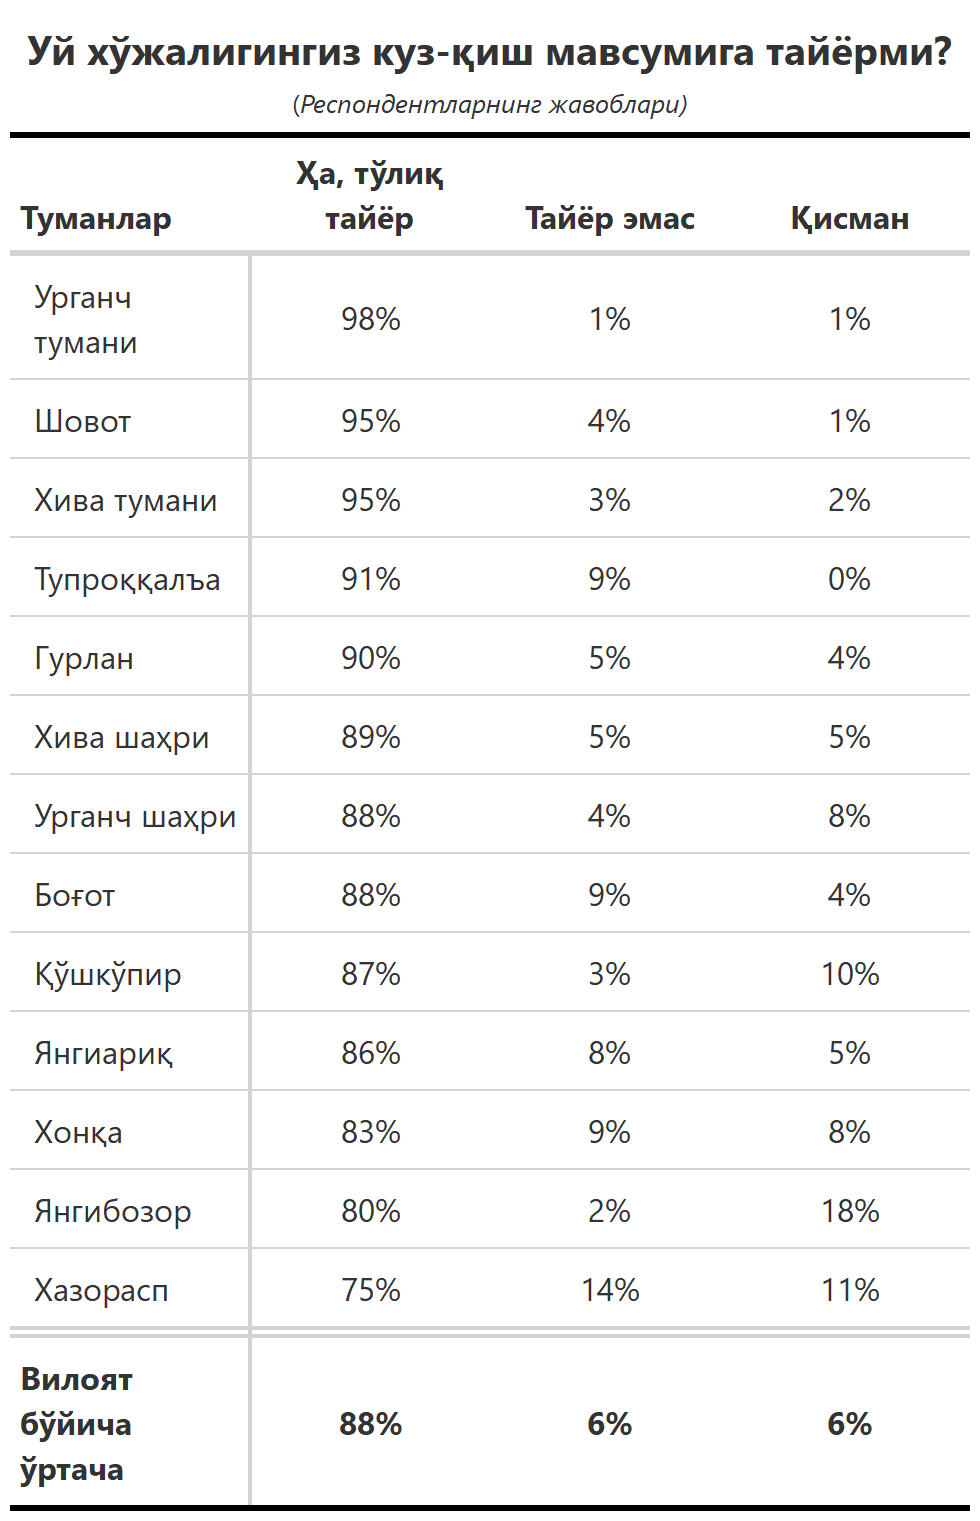 Уй хўжалигингиз куз-қиш мавсумига тайёрми?
(Респондентларнинг жавоблари)
Туманлар Ҳа, тўлиқ тайёр Тайёр эмас Қисман
Урганч тумани 98% 1% 1%
Шовот 95% 4% 1%
Хива тумани 95% 3% 2%
Тупроққалъа 91% 9% 0%
Гурлан 90% 5% 4%
Хива шаҳри 89% 5% 5%
Урганч шаҳри 88% 4% 8%
Боғот 88% 9% 4%
Қўшкўпир 87% 3% 10%
Янгиариқ 86% 8% 5%
Хонқа 83% 9% 8%
Янгибозор 80% 2% 18%
Хазорасп 75% 14% 11%
Вилоят бўйича ўртача 88% 6% 6%